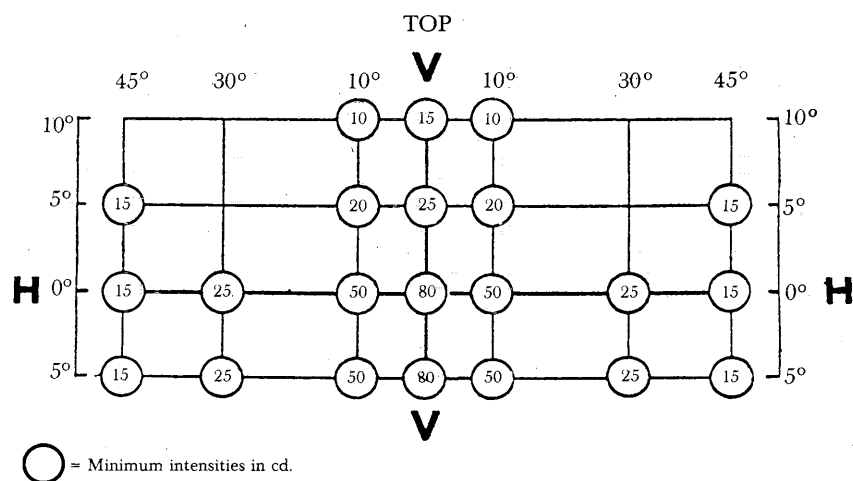 TOP
V
45° 30° 10° 10° 30° 45°
10° 10 15 10 10°
5° 15 20 25 20 15 5°
H 0° 15 25 50 80 50 25 15 0° H
5° 15 25 50 80 50 25 15 5°
V
= Minimum intensities in cd.